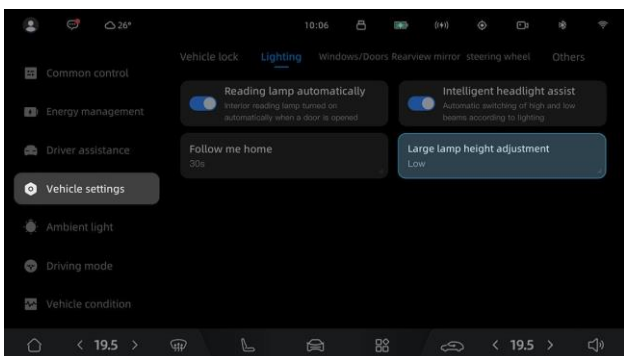 26°
10:06
Vehicle lock Lighting Windows/Doors Rearview mirror steering wheel Others
Common control
Energy management
Driver assistance
Vehicle settings
Ambient light
Driving mode
Vehicle condition
Reading lamp automatically
Interior reading lamp turned on
automatically when a door is opened
Intelligent headlight assist
Automatic switching of high and low
beams according to lighting
Follow me home
30s
Large lamp height adjustment
Low
< 19.5 >
< 19.5 >